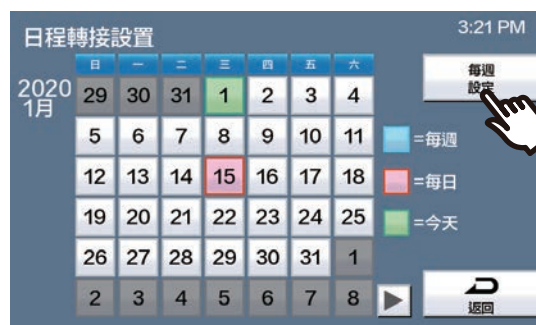 日程轉接設置
3:21 PM
2020
1月
日 一 二 三 四 五 六
29 30 31 1 2 3 4
5 6 7 8 9 10 11
12 13 14 15 16 17 18
19 20 21 22 23 24 25
26 27 28 29 30 31 1
2 3 4 5 6 7 8
每週
設定
=每週
=每日
=今天
返回